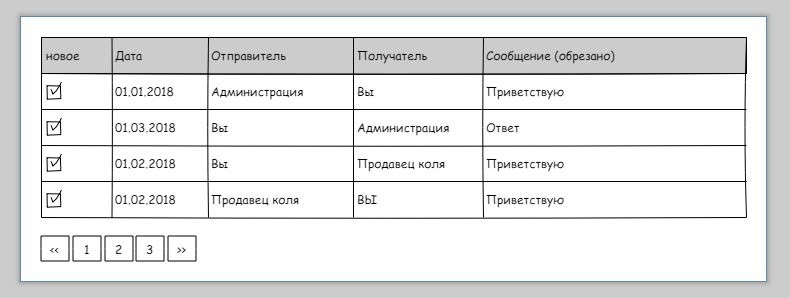 новое Дата Отправитель Получатель Сообщение (обрезано)
01.01.2018 Администрация Вы Приветствую
01.03.2018 Вы Администрация Ответ
01.02.2018 Вы Продавец коля Приветствую
01.02.2018 Продавец коля ВЫ Приветствую
<< 1 2 3 >>